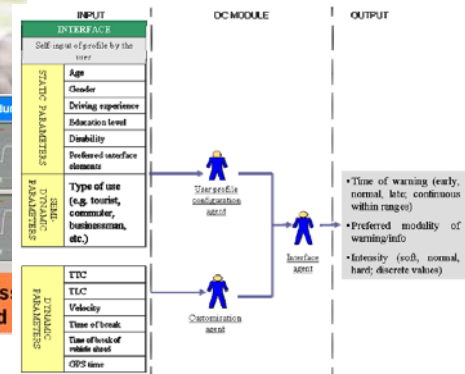 INPUT
DC MODULE
OUTPUT
INTERFACE
Self-input of profile by the
user
STATIC PARAMETERS
Age
Gender
Driving experience
Education level
Disability
Preferred interface
elements
SEMI-
DYNAMIC
PARAMETERS
Type of use
(e.g. tourist,
commuter,
businessman,
etc.)
User profile
configuration
agent
Interface
agent
•Time of warning (early,
normal, late; continuous
within ranges)
•Preferred modality of
warning/info
•Intensity (soft, normal,
hard; discrete values)
DYNAMIC
PARAMETERS
TTC
TLC
Velocity
Time of break
Time of break of
vehicle ahead
GPS time
Customisation
agent